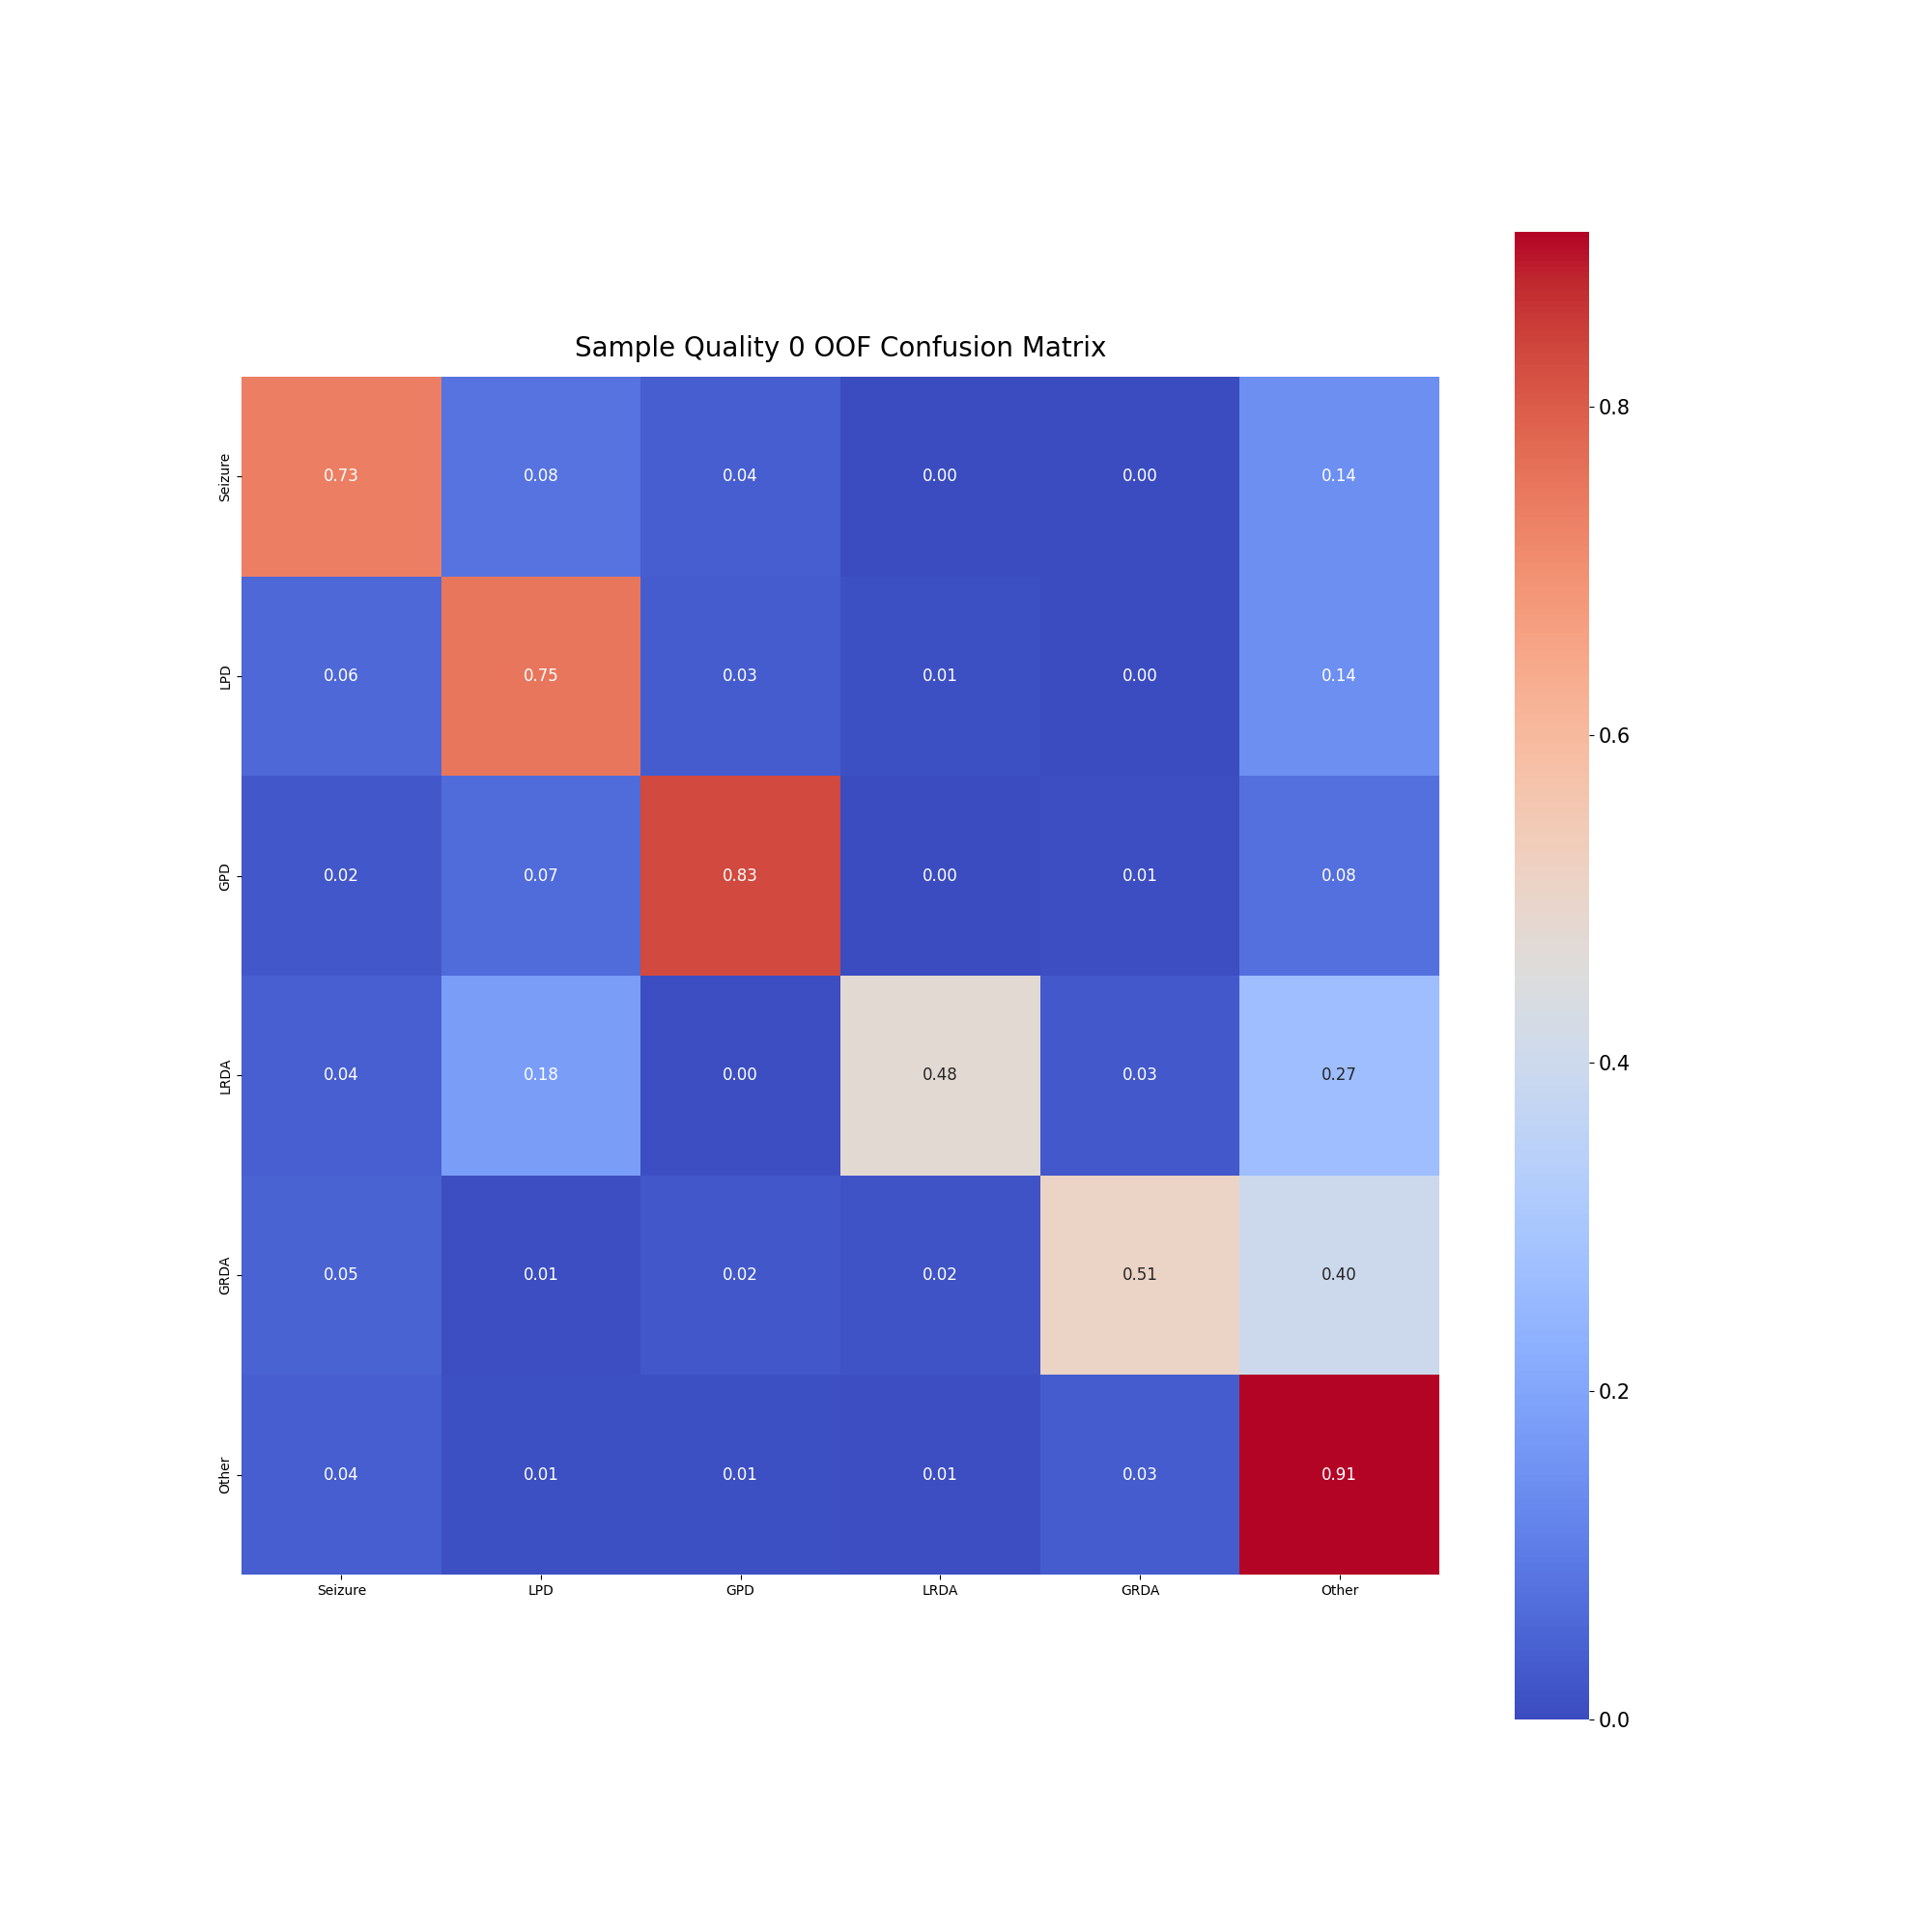 Sample Quality 0 OOF Confusion Matrix
Seizure 0.73 0.08 0.04 0.00 0.00 0.14
LPD 0.06 0.75 0.03 0.01 0.00 0.14
GPD 0.02 0.07 0.83 0.00 0.01 0.08
LRDA 0.04 0.18 0.00 0.48 0.03 0.27
GRDA 0.05 0.01 0.02 0.02 0.51 0.40
Other 0.04 0.01 0.01 0.01 0.03 0.91
Seizure LPD GPD LRDA GRDA Other
0.8
0.6
0.4
0.2
0.0